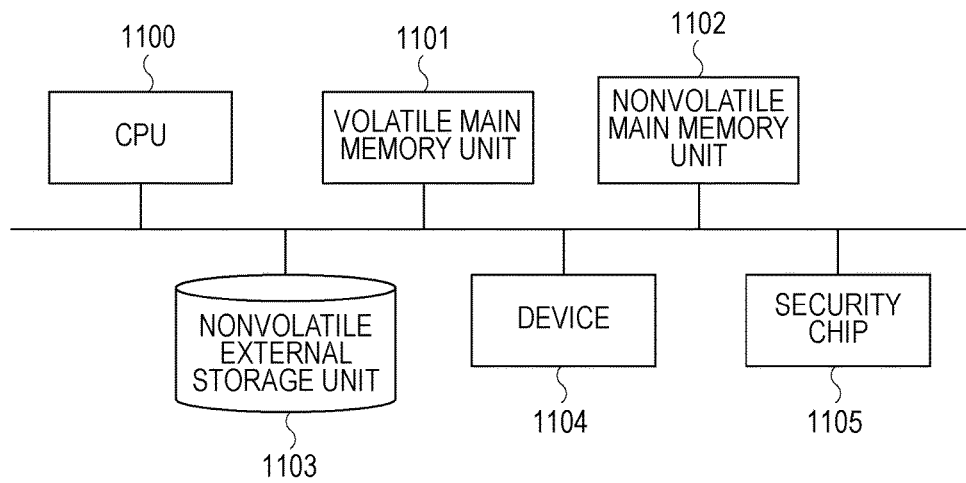 1100
1101
1102
CPU
VOLATILE MAIN
MEMORY UNIT
NONVOLATILE
MAIN MEMORY
UNIT
NONVOLATILE
EXTERNAL
STORAGE UNIT
DEVICE
SECURITY
CHIP
1103
1104
1105